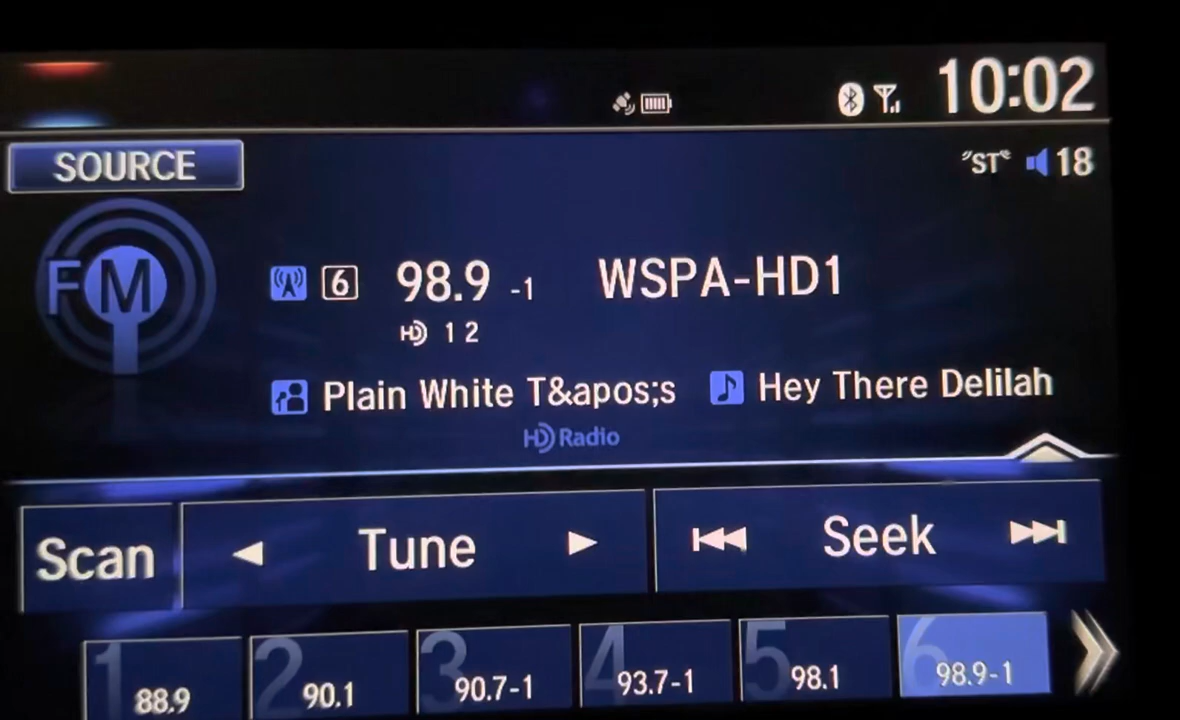 10:02
SOURCE
"ST" 18
FM
6 98.9 -1 WSPA-HD1
HD 1 2
Plain White T&apos;s Hey There Delilah
HD Radio
Scan Tune Seek
1 2 3 4 5 6
88.9 90.1 90.7-1 93.7-1 98.1 98.9-1